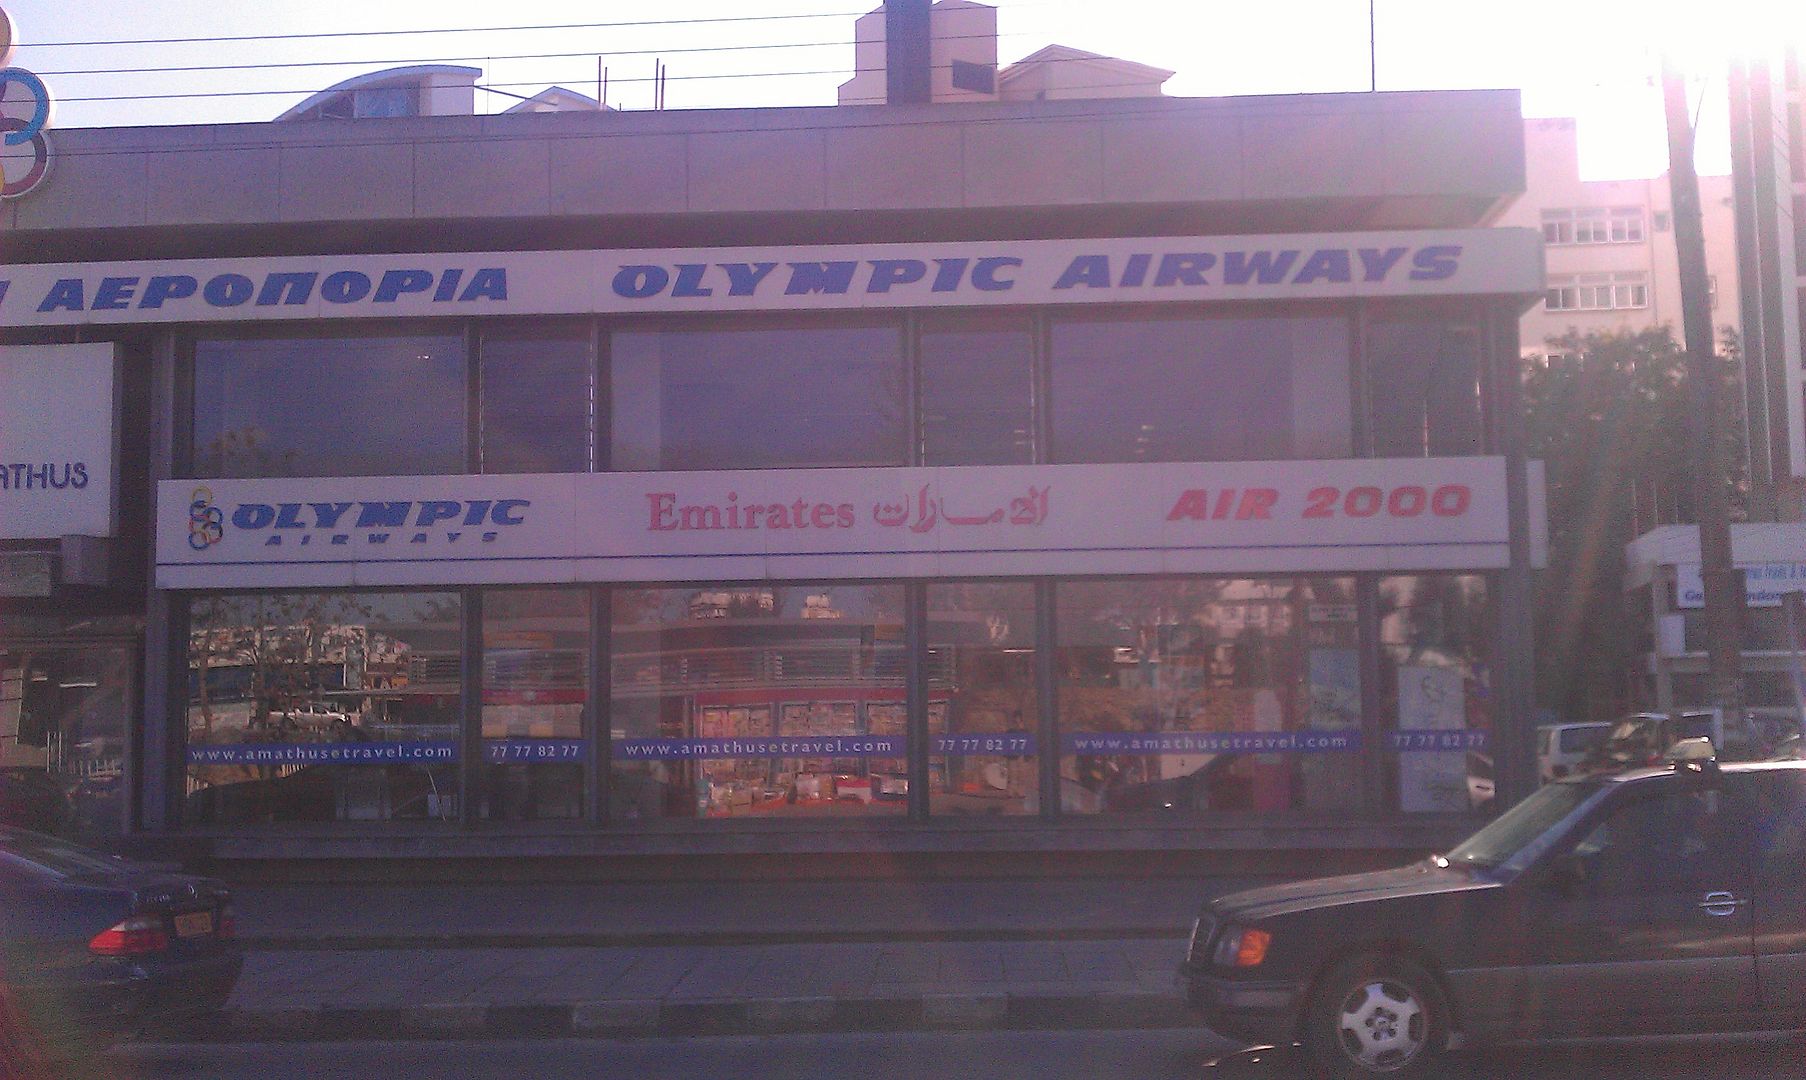 ΑΕΡΟΠΟΡΙΑ OLYMPIC AIRWAYS
ATHUS
OLYMPIC
AIRWAYS
Emirates الإمارات
AIR 2000
www.amathusetravel.com 77 77 82 77 www.amathusetravel.com 77 77 82 77 www.amathusetravel.com 77 77 82 77